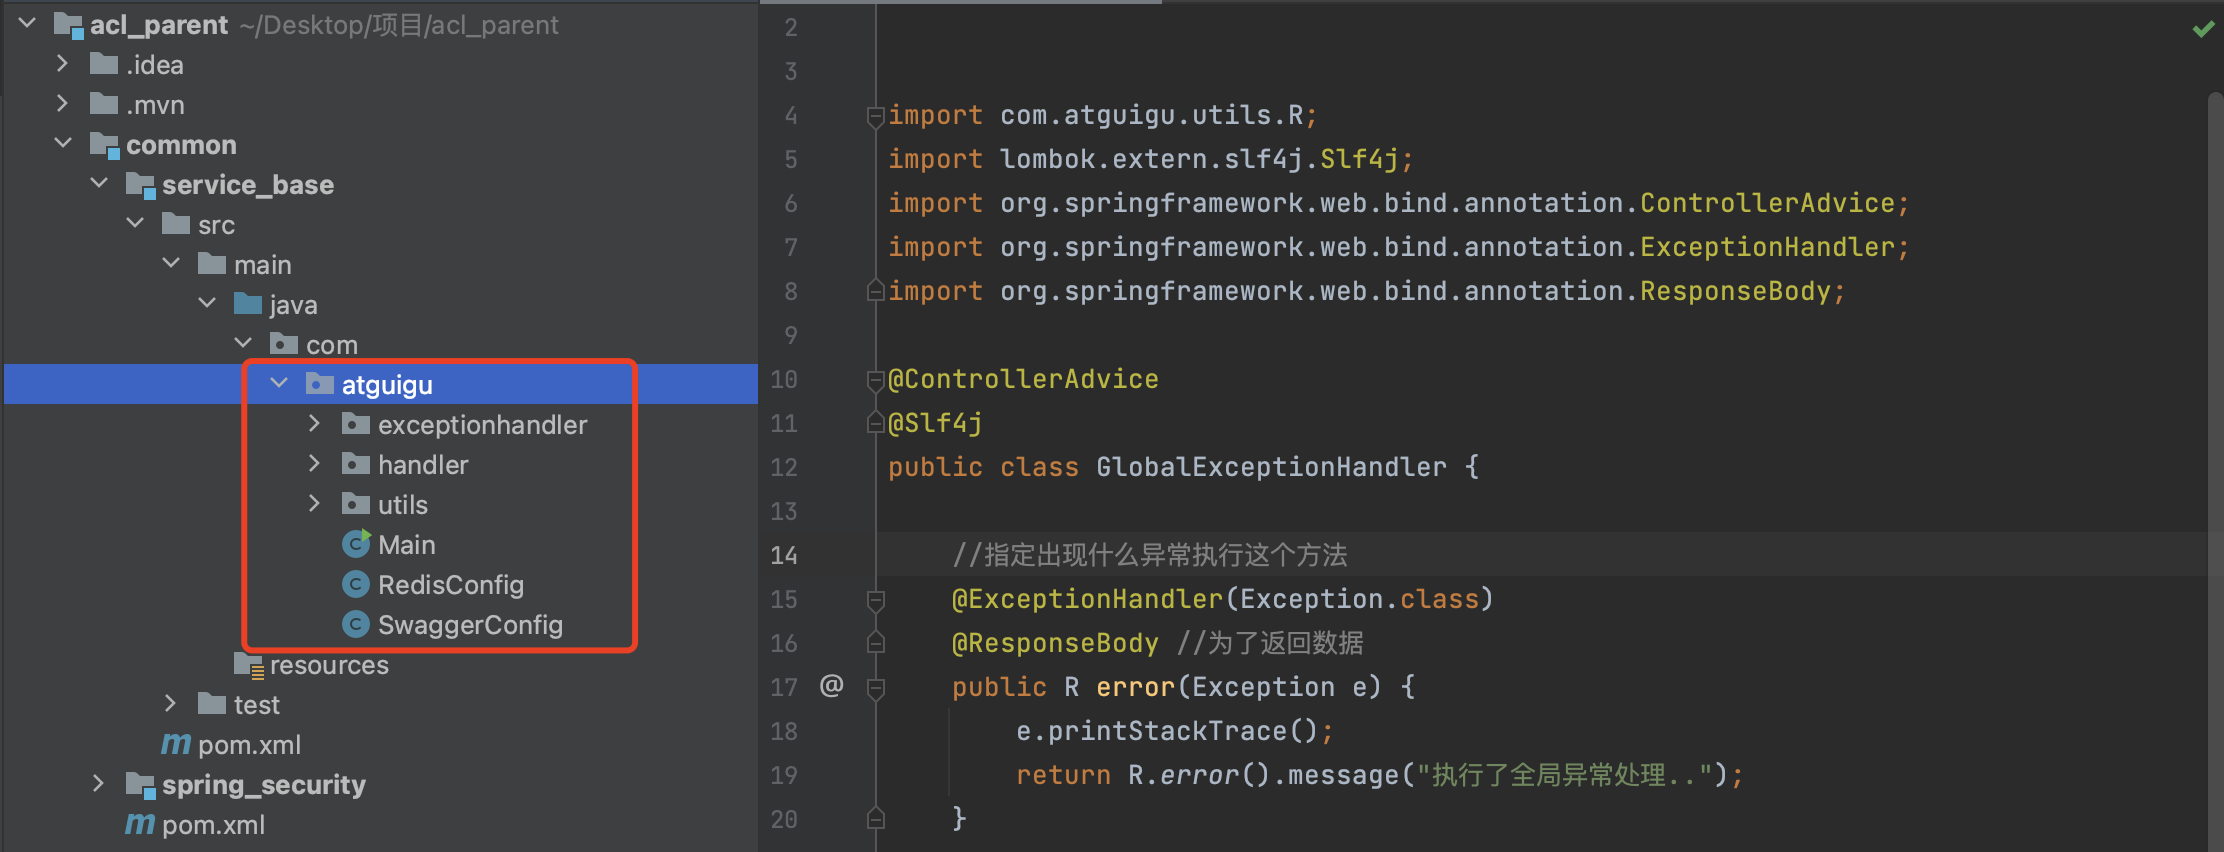 acl_parent ~/Desktop/项目/acl_parent
.idea
.mvn
common
service_base
src
main
java
com
atguigu
exceptionhandler
handler
utils
Main
RedisConfig
SwaggerConfig
resources
test
pom.xml
spring_security
pom.xml
2
3
4 import com.atguigu.utils.R;
5 import lombok.extern.slf4j.Slf4j;
6 import org.springframework.web.bind.annotation.ControllerAdvice;
7 import org.springframework.web.bind.annotation.ExceptionHandler;
8 import org.springframework.web.bind.annotation.ResponseBody;
9
10 @ControllerAdvice
11 @Slf4j
12 public class GlobalExceptionHandler {
13
14 //指定出现什么异常执行这个方法
15 @ExceptionHandler(Exception.class)
16 @ResponseBody //为了返回数据
17 @ public R error(Exception e) {
18 e.printStackTrace();
19 return R.error().message("执行了全局异常处理..");
20 }